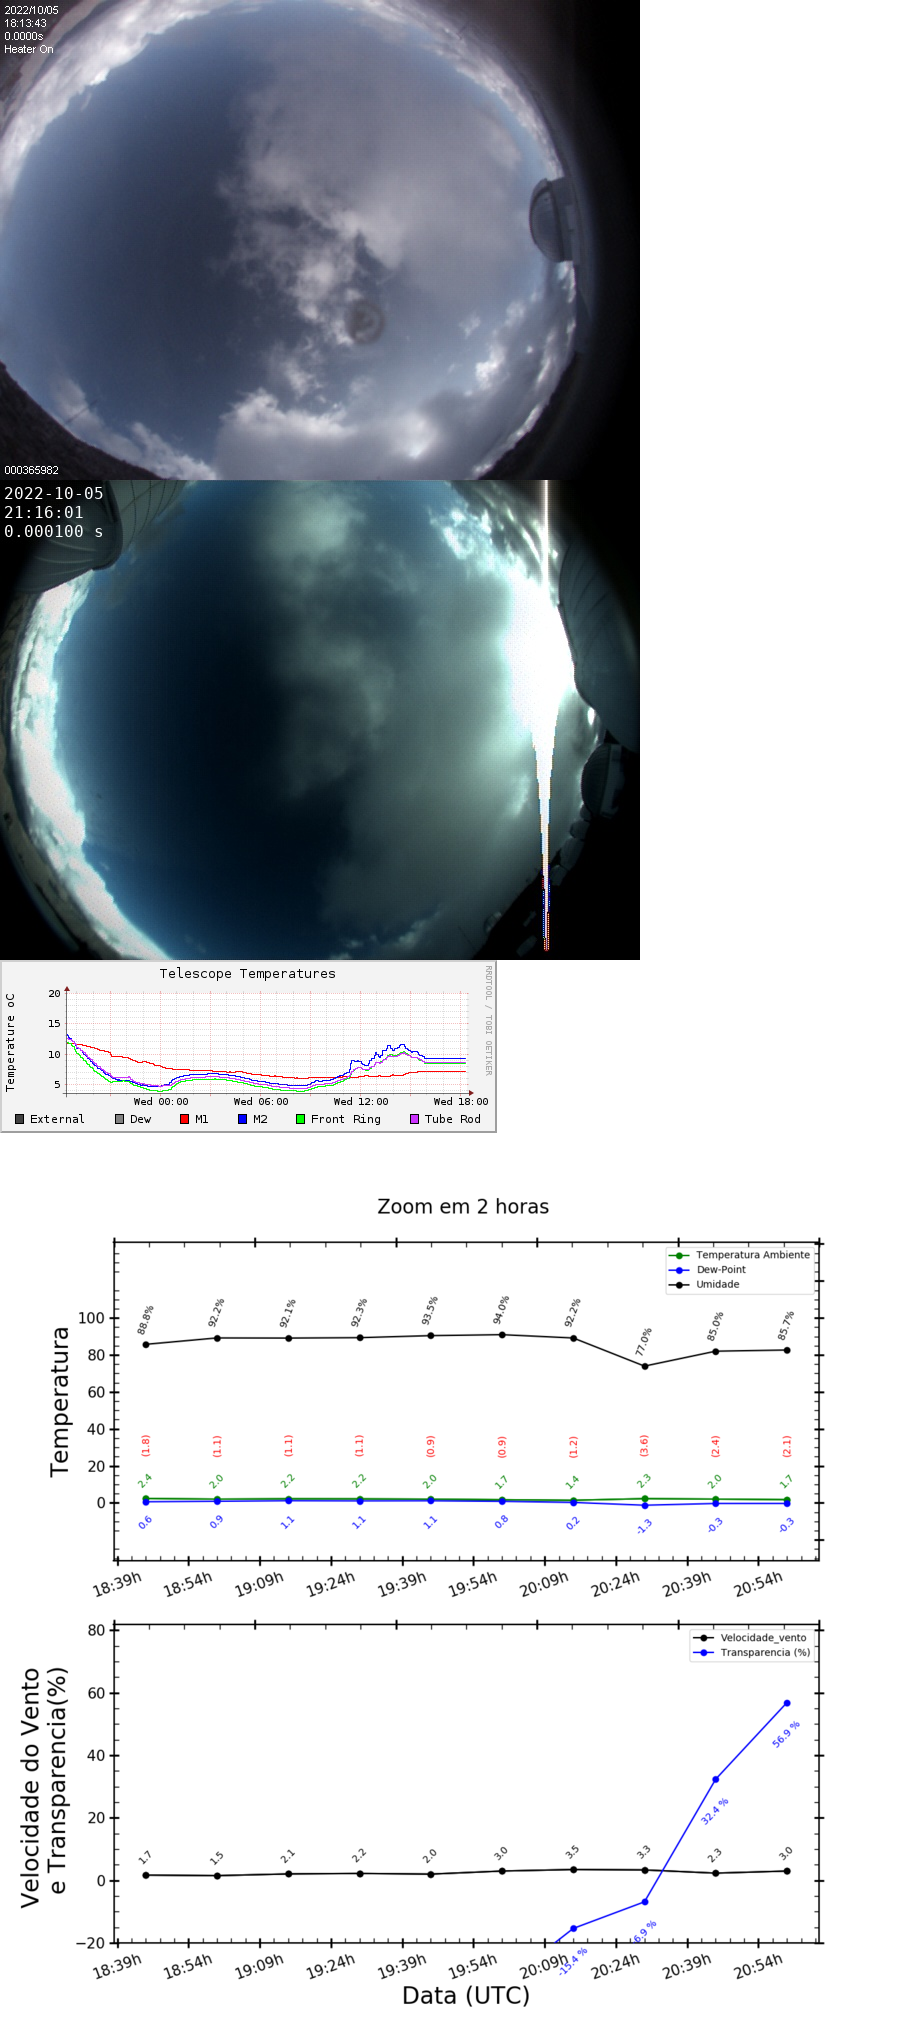 2022/10/05
18:13:43
0.0000s
Heater On
000365982
2022-10-05
21:16:01
0.000100 s
Telescope Temperatures
RRDTOOL / TOBI OETIKER
Temperature oC
20
15
10
5
Wed 00:00 Wed 06:00 Wed 12:00 Wed 18:00
External Dew M1 M2 Front Ring Tube Rod
Zoom em 2 horas
Temperatura Ambiente
Dew-Point
Umidade
Temperatura
100
80
60
40
20
0
88.8% 92.2% 92.1% 92.3% 93.5% 94.0% 92.2% 77.0% 85.0% 85.7%
(1.8) (1.1) (1.1) (1.1) (0.9) (0.9) (1.2) (3.6) (2.4) (2.1)
2.4 2.0 2.2 2.2 2.0 1.7 1.4 2.3 2.0 1.7
0.6 0.9 1.1 1.1 1.1 0.8 0.2 -1.3 -0.3 -0.3
18:39h 18:54h 19:09h 19:24h 19:39h 19:54h 20:09h 20:24h 20:39h 20:54h
Velocidade_vento
Transparencia (%)
Velocidade do Vento
e Transparencia(%)
80
60
40
20
0
−20
1.7 1.5 2.1 2.2 2.0 3.0 3.5 3.3 2.3 3.0
-15.4 % -6.9 % 32.4 % 56.9 %
18:39h 18:54h 19:09h 19:24h 19:39h 19:54h 20:09h 20:24h 20:39h 20:54h
Data (UTC)